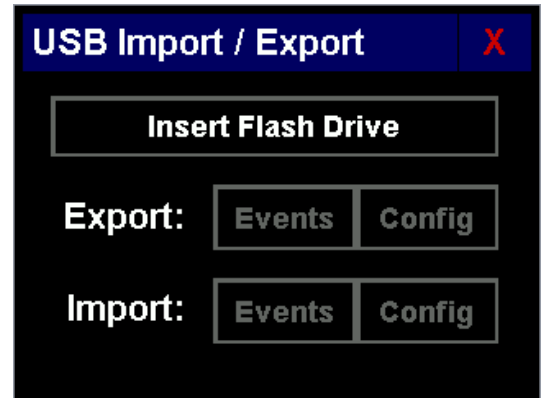 USB Import / Export X
Insert Flash Drive
Export: Events Config
Import: Events Config